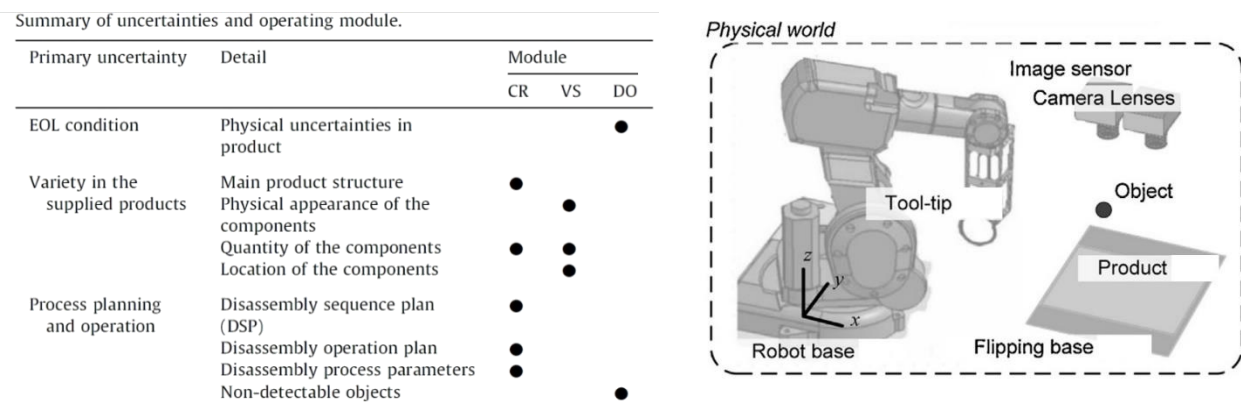 Summary of uncertainties and operating module.
Primary uncertainty Detail Module
CR VS DO
EOL condition Physical uncertainties in
product
Variety in the Main product structure
supplied products Physical appearance of the
components
Quantity of the components
Location of the components
Process planning Disassembly sequence plan
and operation (DSP)
Disassembly operation plan
Disassembly process parameters
Non-detectable objects
Physical world
Image sensor
Camera Lenses
Tool-tip
Object
Product
z
y
x
Robot base
Flipping base